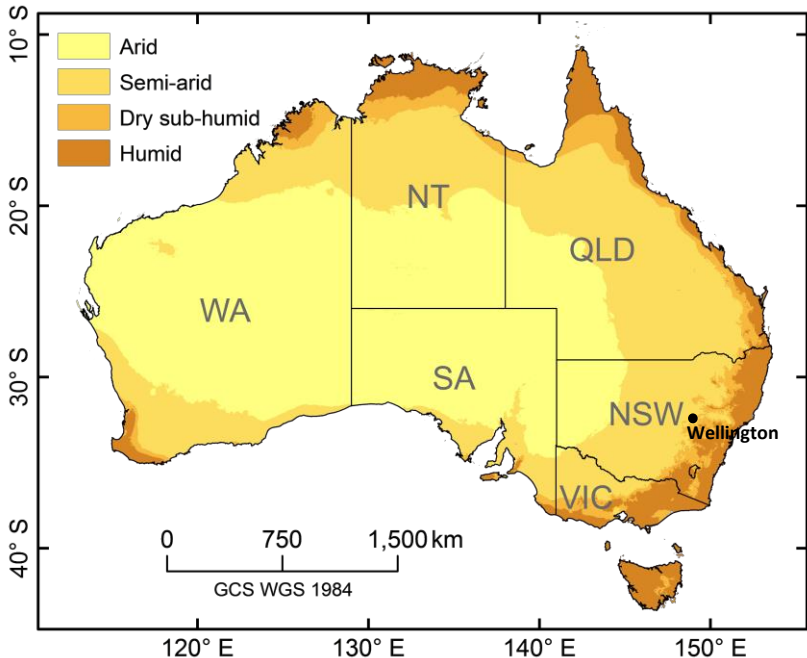 10° S
20° S
30° S
40° S
Arid
Semi-arid
Dry sub-humid
Humid
NT
QLD
WA
SA
NSW
Wellington
VIC
0 750 1,500 km
GCS WGS 1984
120° E 130° E 140° E 150° E